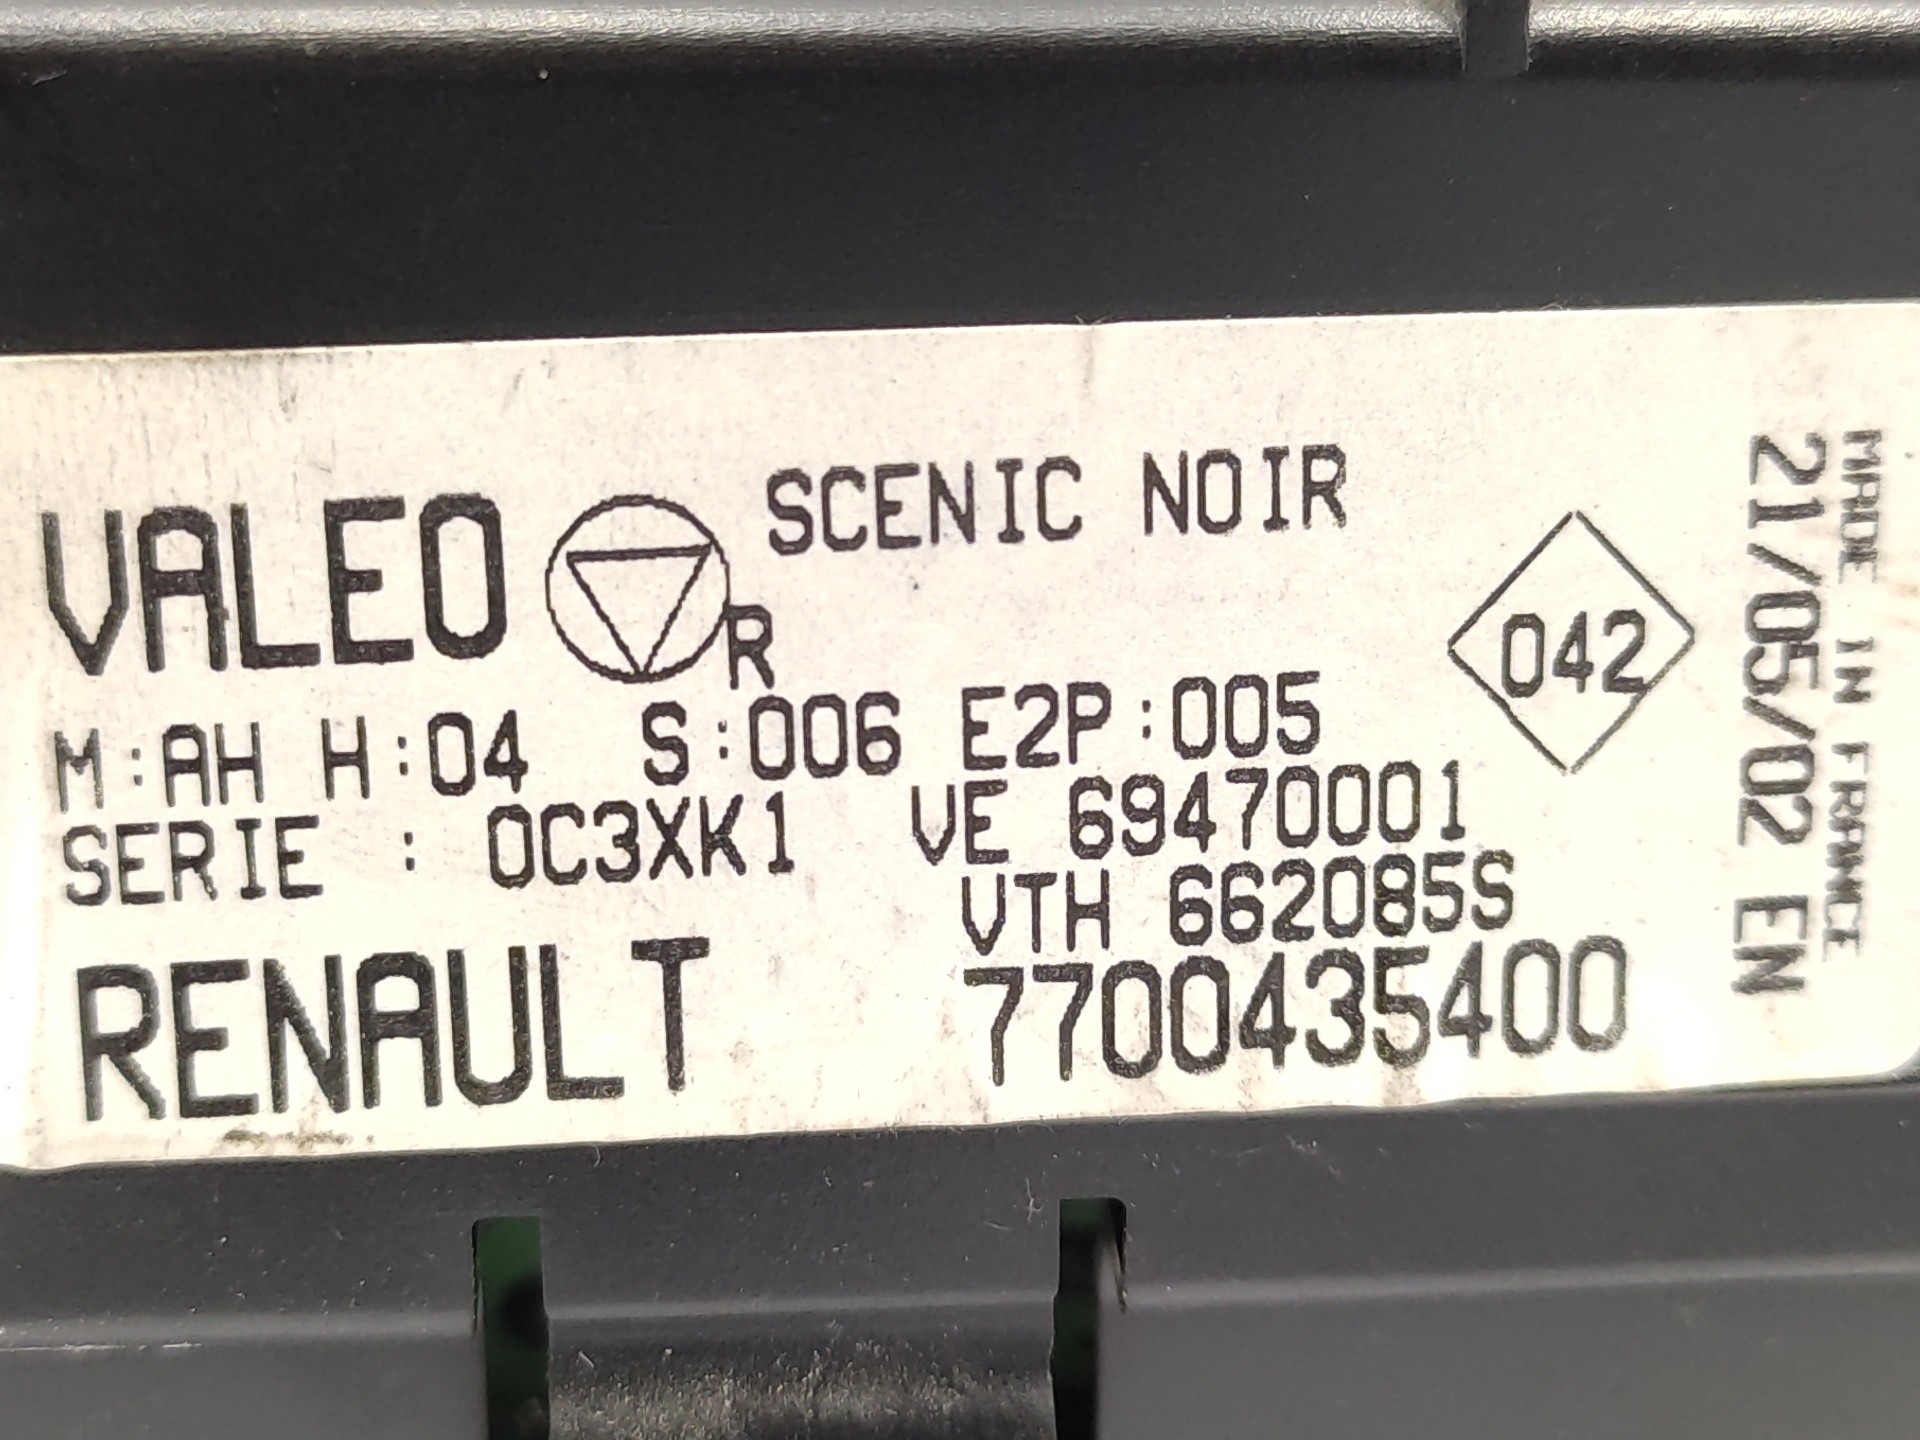 SCENIC NOIR
VALEO R
042
M:AH H:04 S:006 E2P:005
SERIE : 0C3XK1 VE 69470001
VTH 662085S
RENAULT 7700435400
MADE IN FRANCE
21/05/02 EN